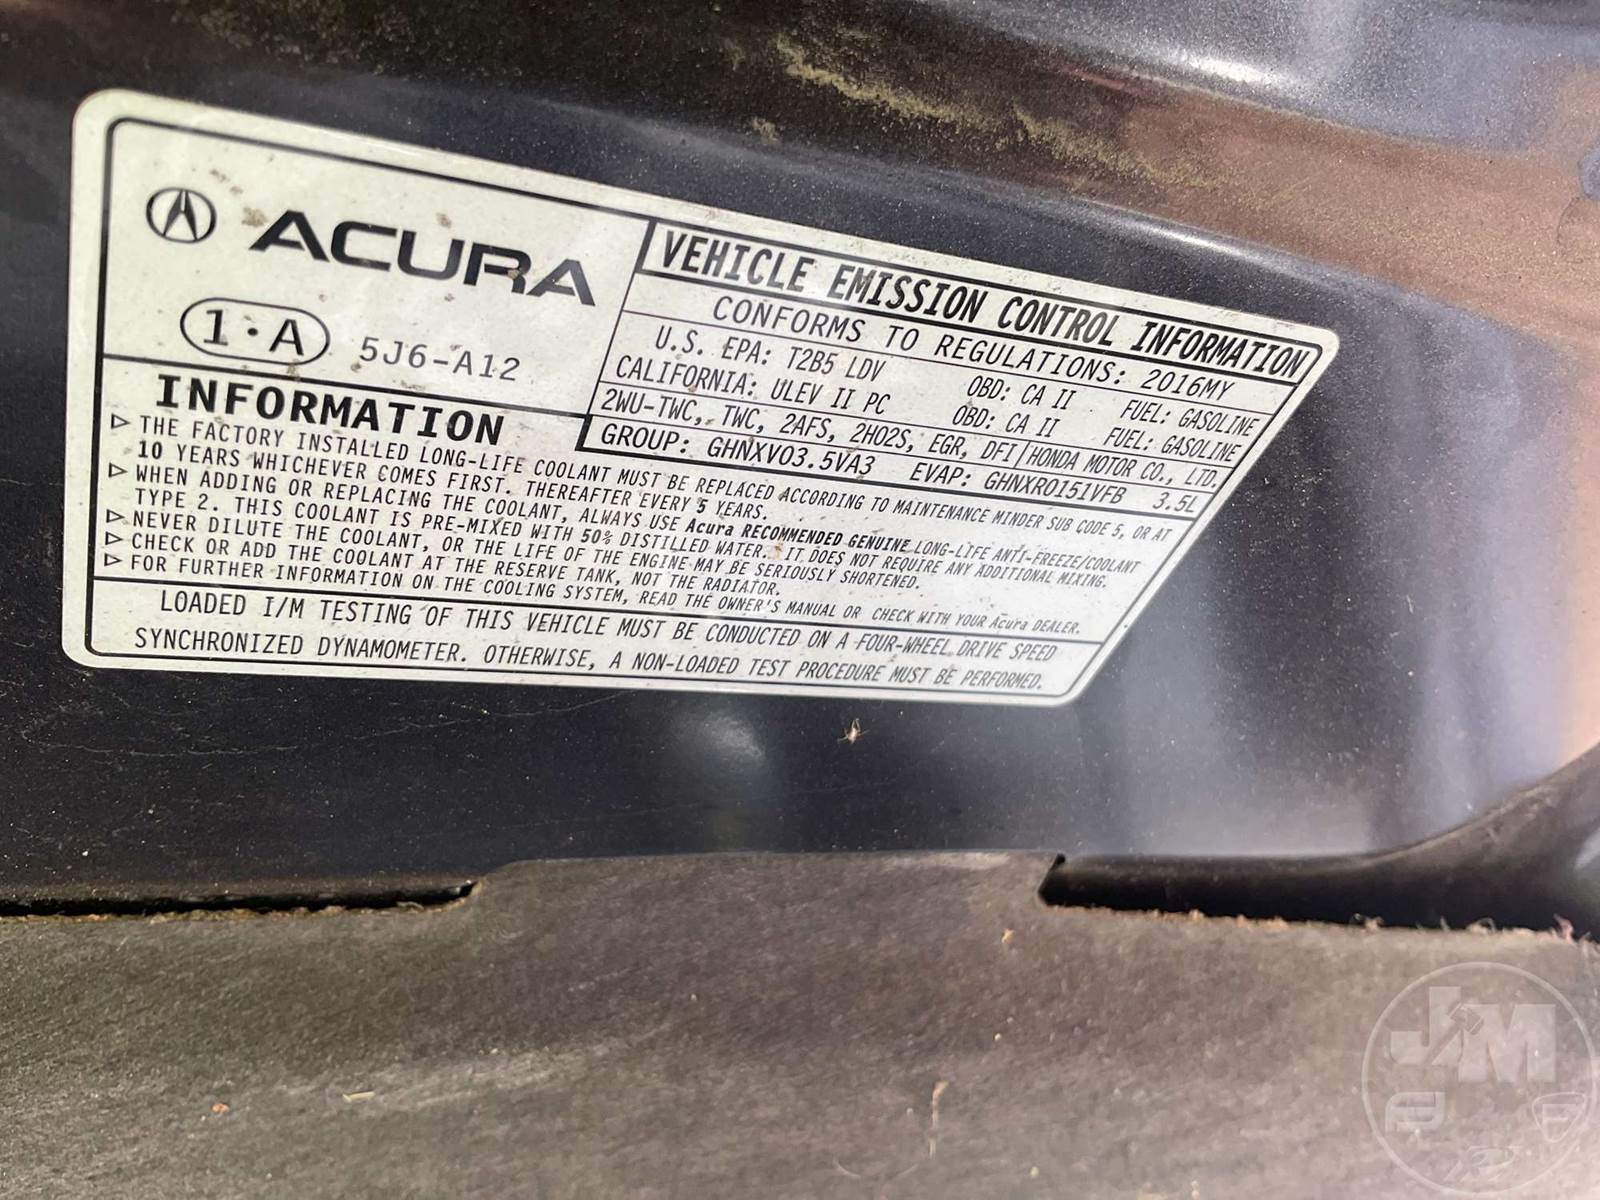 ACURA
1·A 5J6-A12
VEHICLE EMISSION CONTROL INFORMATION
CONFORMS TO REGULATIONS: 2016MY
U.S. EPA: T2B5 LDV OBD: CA II FUEL: GASOLINE
CALIFORNIA: ULEV II PC OBD: CA II FUEL: GASOLINE
2WU-TWC, TWC, 2AFS, 2HO2S, EGR, DFI HONDA MOTOR CO., LTD.
GROUP: GHNXV03.5VA3 EVAP: GHNXR0151VFB 3.5L
INFORMATION
▷ THE FACTORY INSTALLED LONG-LIFE COOLANT MUST BE REPLACED ACCORDING TO MAINTENANCE MINDER SUB CODE 5, OR AT
10 YEARS WHICHEVER COMES FIRST. THEREAFTER EVERY 5 YEARS.
▷ WHEN ADDING OR REPLACING THE COOLANT, ALWAYS USE Acura RECOMMENDED GENUINE LONG-LIFE ANTI-FREEZE/COOLANT
TYPE 2. THIS COOLANT IS PRE-MIXED WITH 50% DISTILLED WATER. IT DOES NOT REQUIRE ANY ADDITIONAL MIXING.
▷ NEVER DILUTE THE COOLANT, OR THE LIFE OF THE ENGINE MAY BE SERIOUSLY SHORTENED.
▷ CHECK OR ADD THE COOLANT AT THE RESERVE TANK, NOT THE RADIATOR.
▷ FOR FURTHER INFORMATION ON THE COOLING SYSTEM, READ THE OWNER'S MANUAL OR CHECK WITH YOUR Acura DEALER.
LOADED I/M TESTING OF THIS VEHICLE MUST BE CONDUCTED ON A FOUR-WHEEL DRIVE SPEED
SYNCHRONIZED DYNAMOMETER. OTHERWISE, A NON-LOADED TEST PROCEDURE MUST BE PERFORMED.
JM